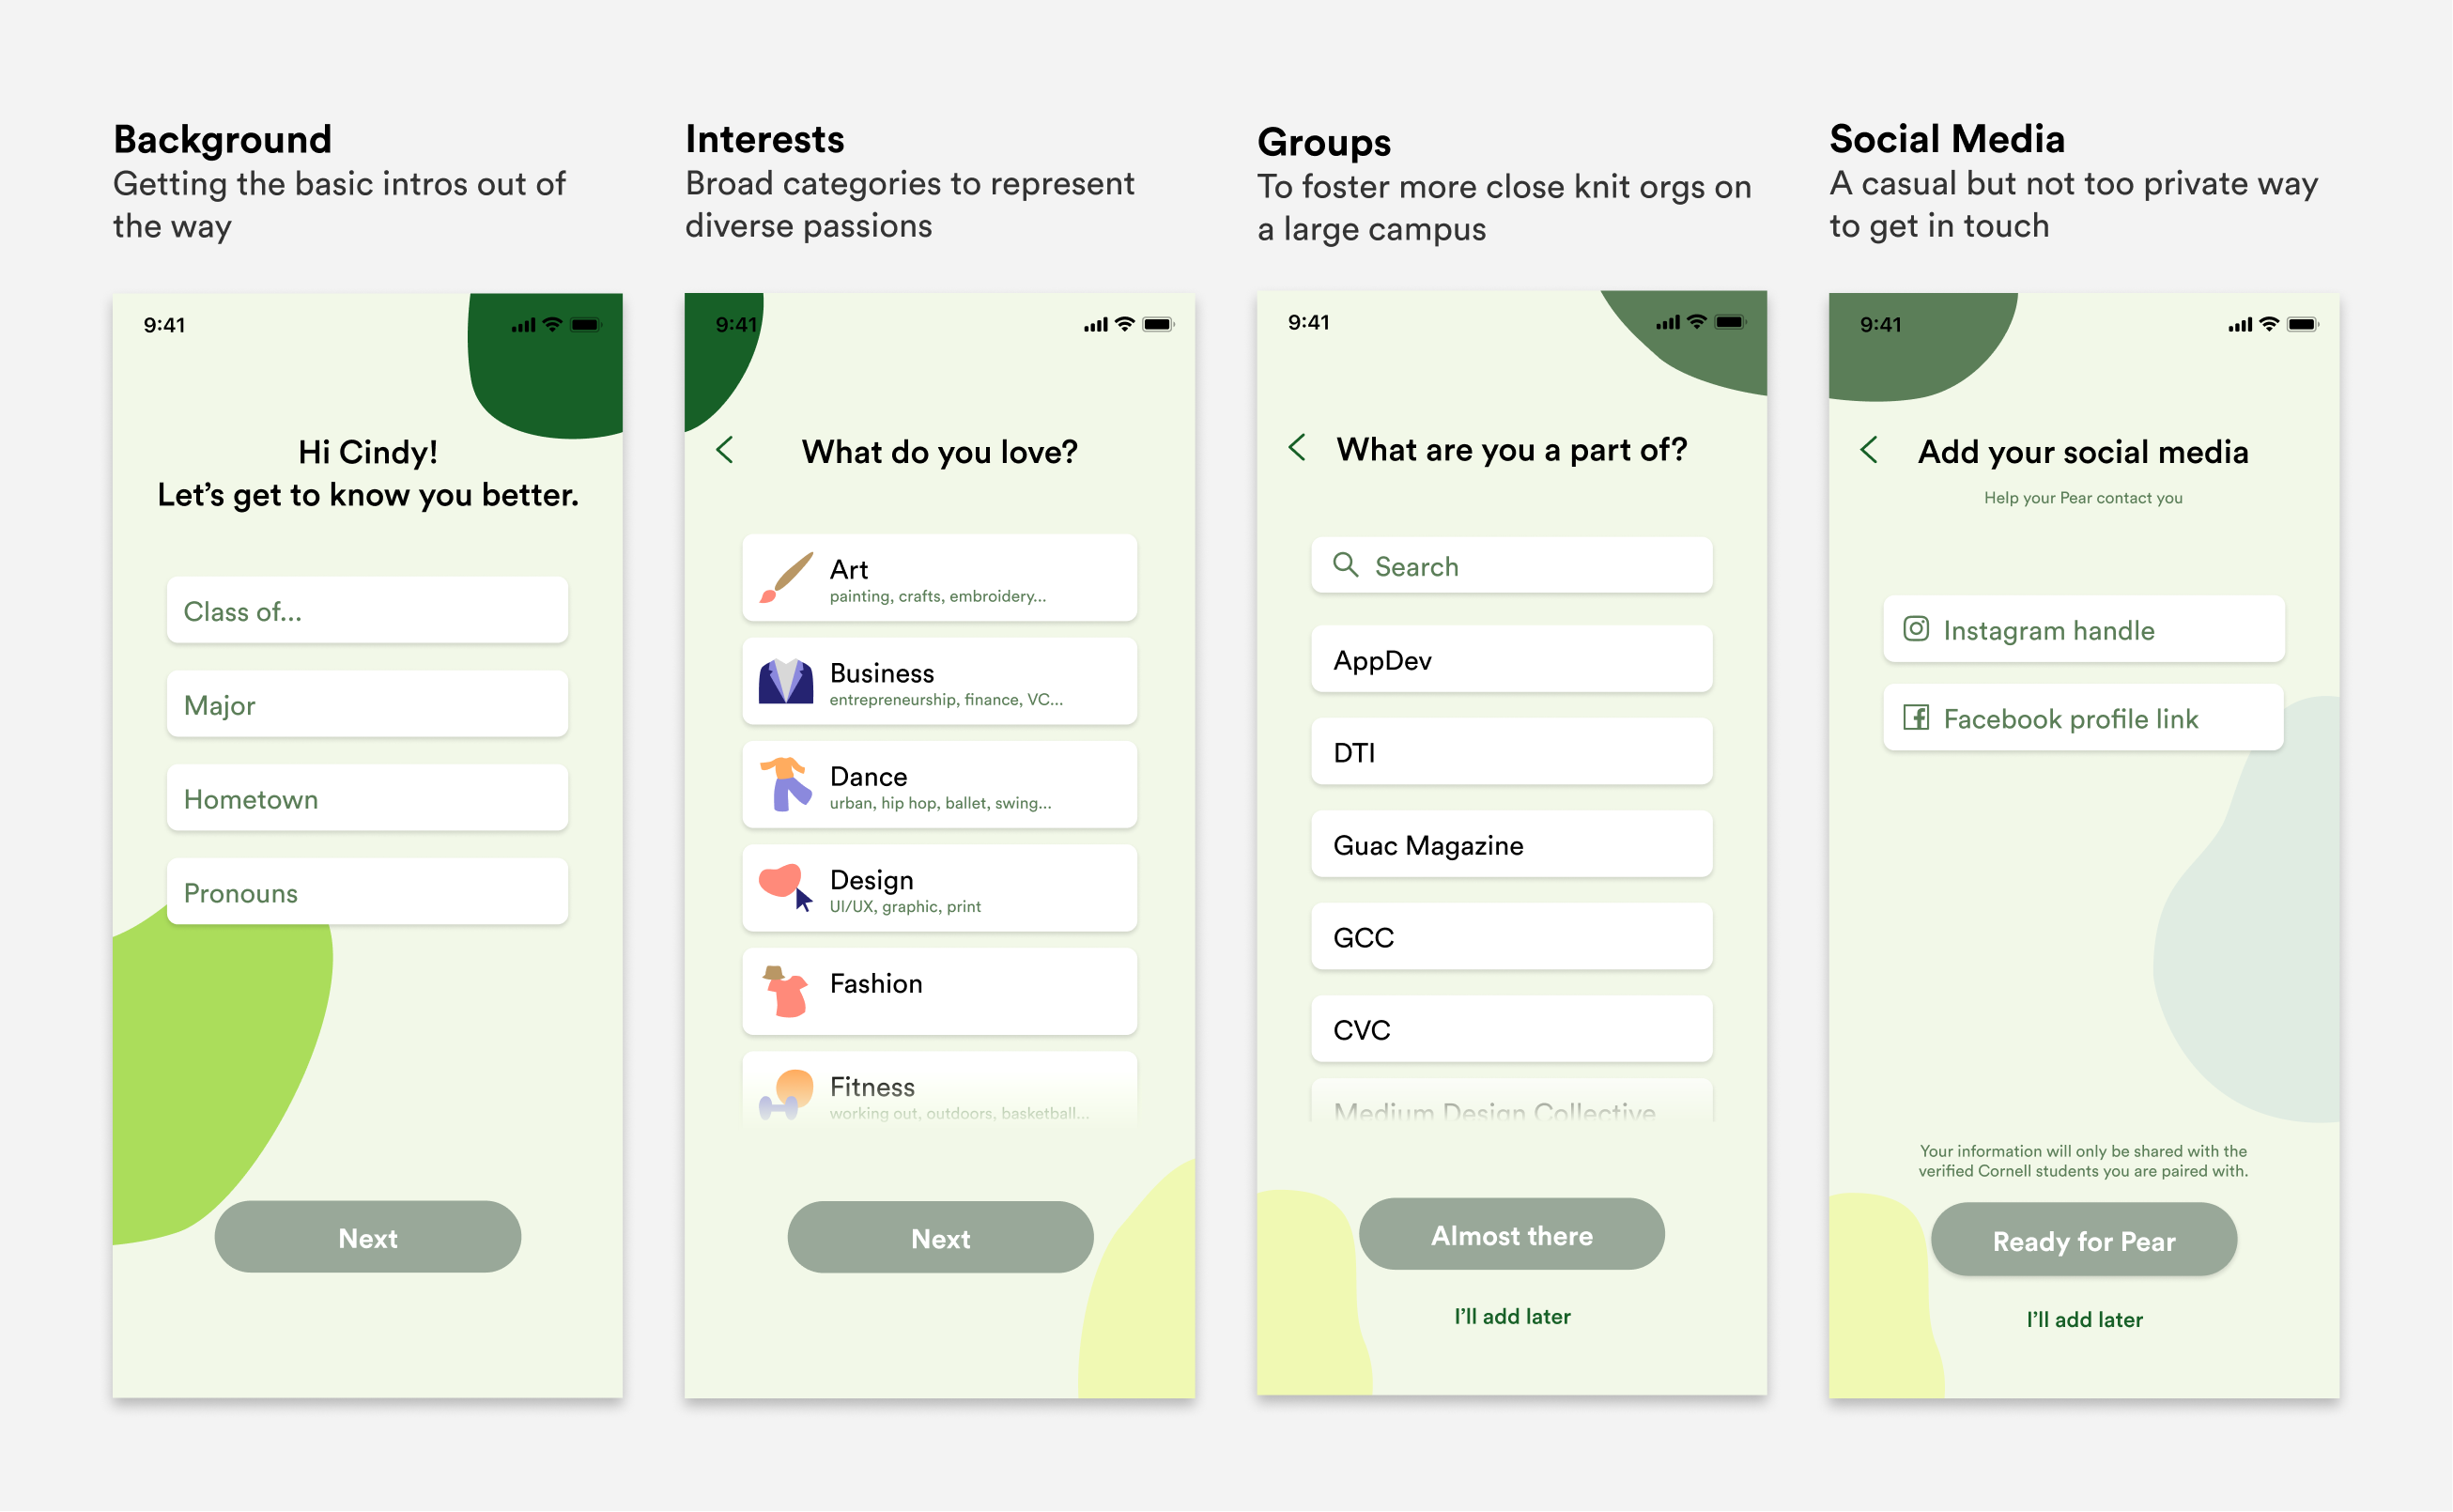 Background
Getting the basic intros out of
the way
9:41
Hi Cindy!
Let's get to know you better.
Class of...
Major
Hometown
Pronouns
Next
Interests
Broad categories to represent
diverse passions
9:41
What do you love?
Art
painting, crafts, embroidery...
Business
entrepreneurship, finance, VC...
Dance
urban, hip hop, ballet, swing...
Design
UI/UX, graphic, print
Fashion
Fitness
working out, outdoors, basketball...
Next
Groups
To foster more close knit orgs on
a large campus
9:41
What are you a part of?
Search
AppDev
DTI
Guac Magazine
GCC
CVC
Medium Design Collective
Almost there
I'll add later
Social Media
A casual but not too private way
to get in touch
9:41
Add your social media
Help your Pear contact you
Instagram handle
Facebook profile link
Your information will only be shared with the
verified Cornell students you are paired with.
Ready for Pear
I'll add later